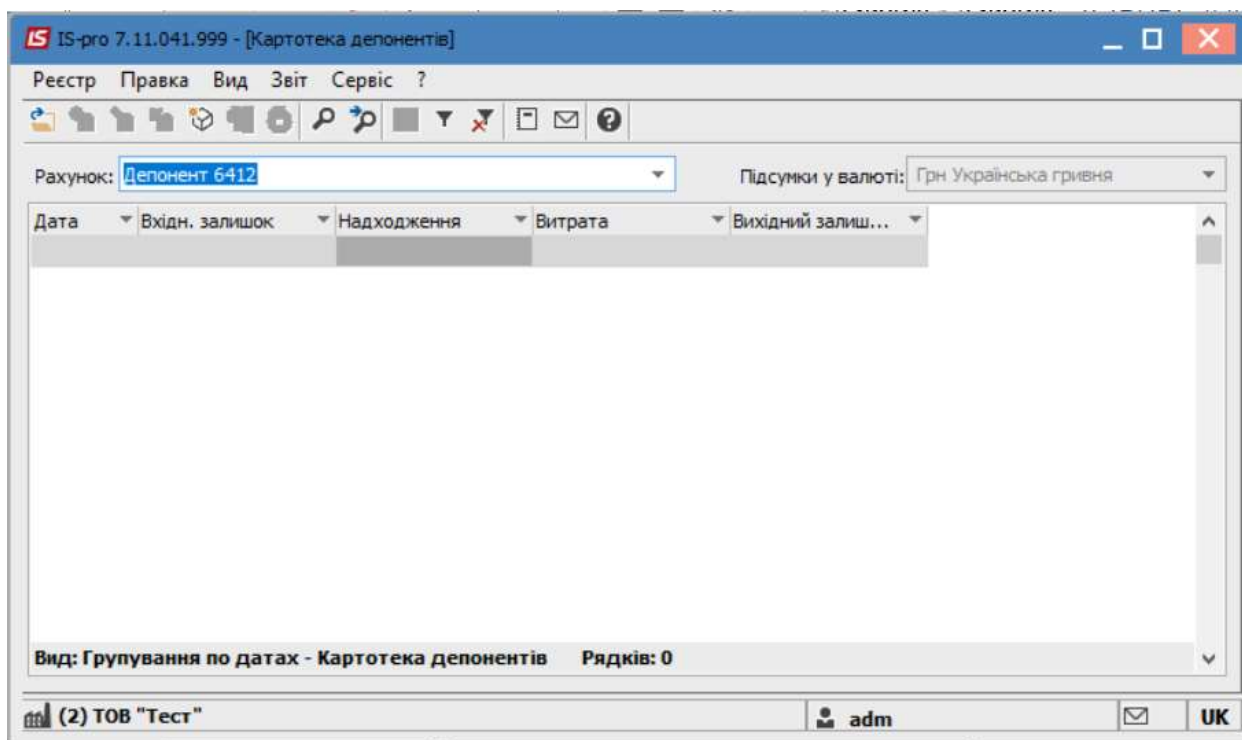 IS IS-pro 7.11.041.999 - [Картотека депонентів]
Реєстр Правка Вид Звіт Сервіс ?
Рахунок: Депонент 6412 Підсумки у валюті: Грн Українська гривня
Дата Вхідн. залишок Надходження Витрата Вихідний залиш...
Вид: Групування по датах - Картотека депонентів Рядків: 0
(2) ТОВ "Тест" adm UK